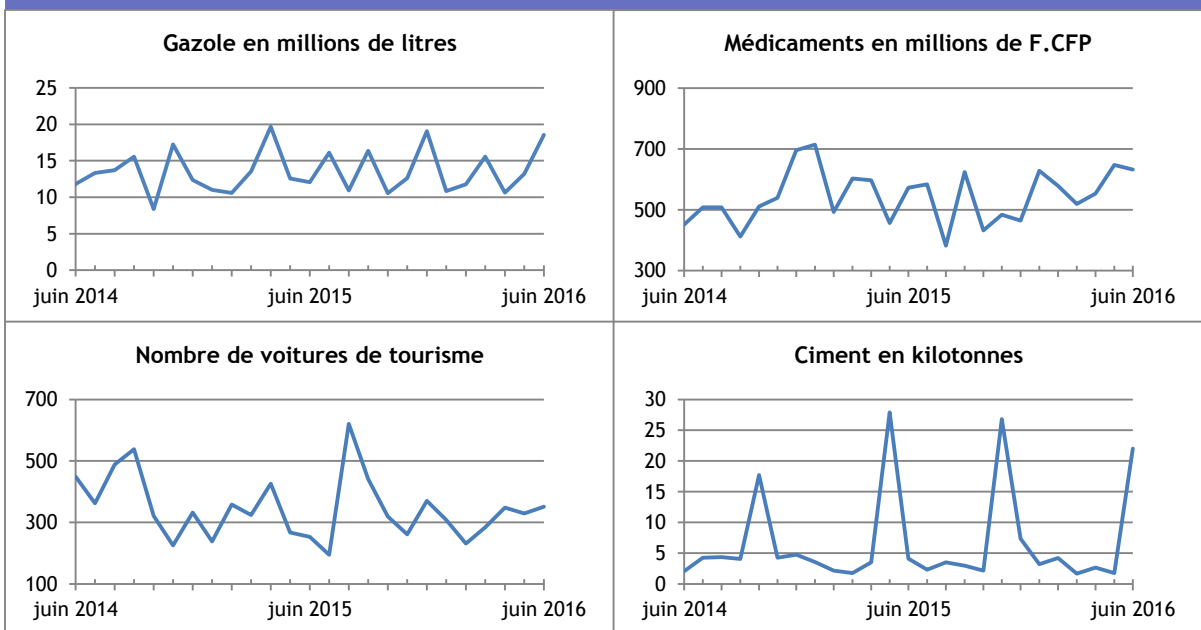 Gazole en millions de litres
25
20
15
10
5
0
juin 2014 juin 2015 juin 2016
Médicaments en millions de F.CFP
900
700
500
300
juin 2014 juin 2015 juin 2016
Nombre de voitures de tourisme
700
500
300
100
juin 2014 juin 2015 juin 2016
Ciment en kilotonnes
30
25
20
15
10
5
0
juin 2014 juin 2015 juin 2016